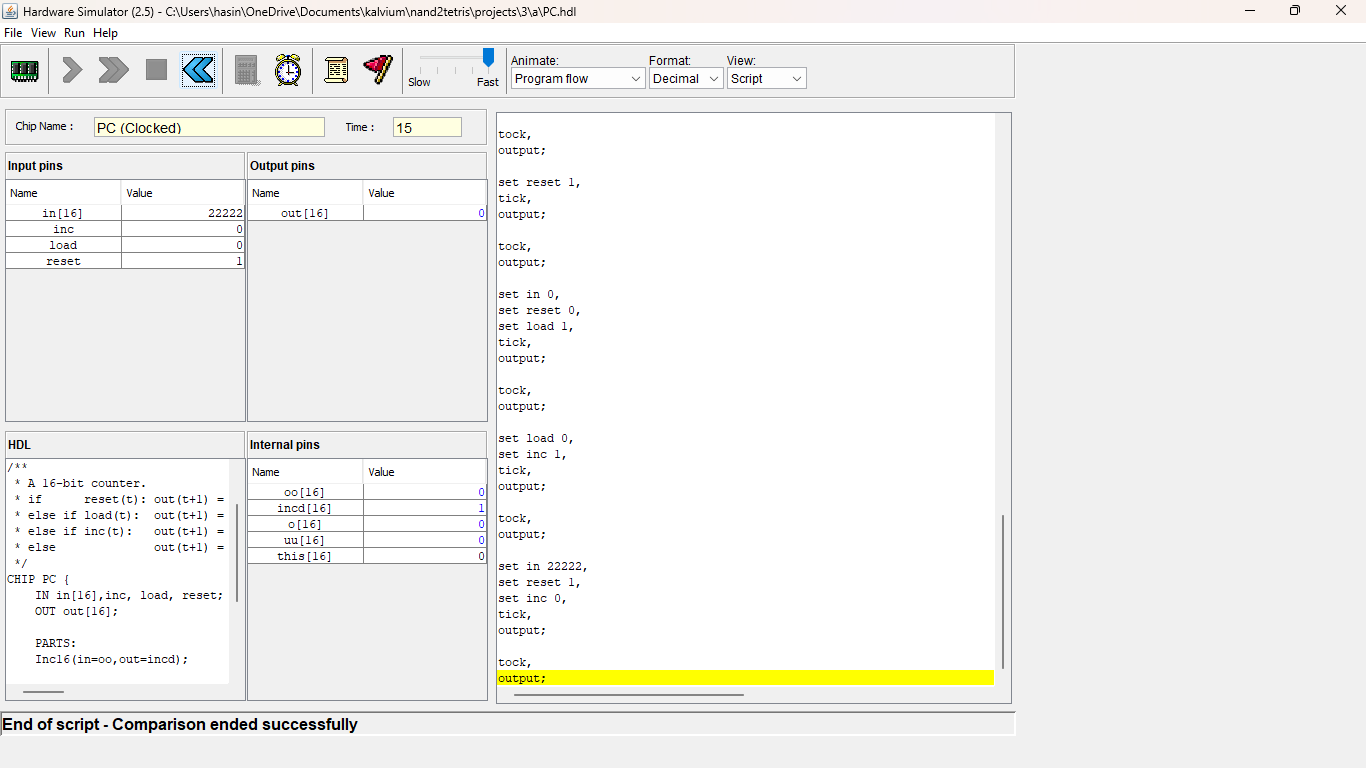 Hardware Simulator (2.5) - C:\Users\hasin\OneDrive\Documents\kalvium\nand2tetris\projects\3\a\PC.hdl
File View Run Help
Slow Fast
Animate: Format: View:
Program flow Decimal Script
Chip Name : PC (Clocked) Time : 15
Input pins
Name Value
in[16] 22222
inc 0
load 0
reset 1
Output pins
Name Value
out[16] 0
HDL
/**
* A 16-bit counter.
* if reset(t): out(t+1) =
* else if load(t): out(t+1) =
* else if inc(t): out(t+1) =
* else out(t+1) =
*/
CHIP PC {
IN in[16],inc, load, reset;
OUT out[16];
PARTS:
Inc16(in=oo,out=incd);
Internal pins
Name Value
oo[16] 0
incd[16] 1
o[16] 0
uu[16] 0
this[16] 0
tock,
output;
set reset 1,
tick,
output;
tock,
output;
set in 0,
set reset 0,
set load 1,
tick,
output;
tock,
output;
set load 0,
set inc 1,
tick,
output;
tock,
output;
set in 22222,
set reset 1,
set inc 0,
tick,
output;
tock,
output;
End of script - Comparison ended successfully